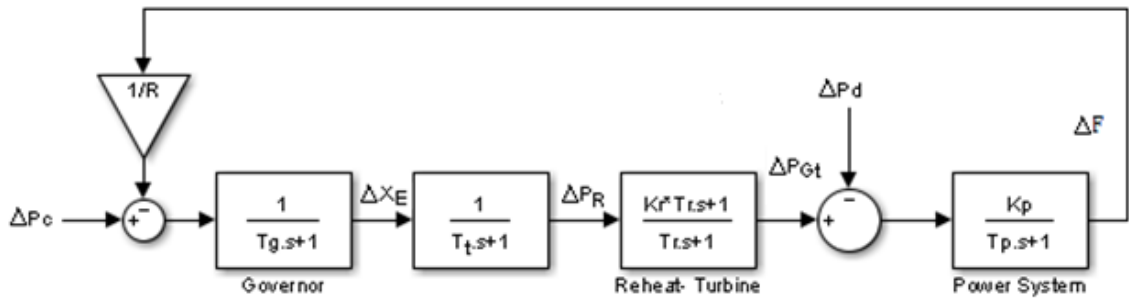 1/R
ΔPd
ΔF
ΔPc
+
-
1
Tg.s+1
Governor
ΔXE
1
Tt.s+1
ΔPR
Kr*Tr.s+1
Tr.s+1
Reheat- Turbine
ΔPGt
+
-
Kp
Tp.s+1
Power System